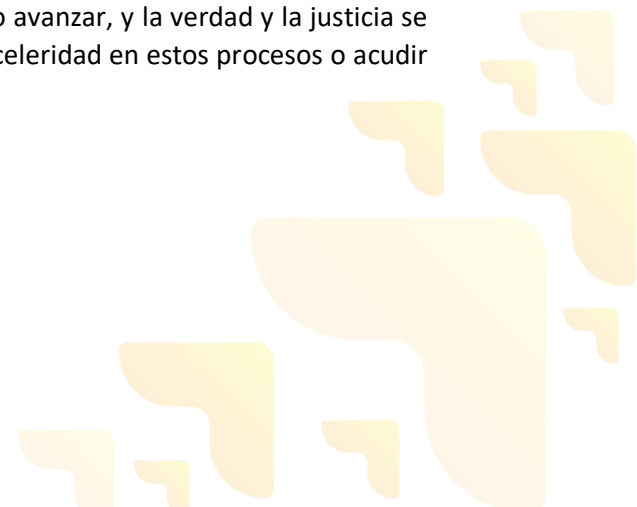 avanzar, y la verdad y la justicia se
celeridad en estos procesos o acudir